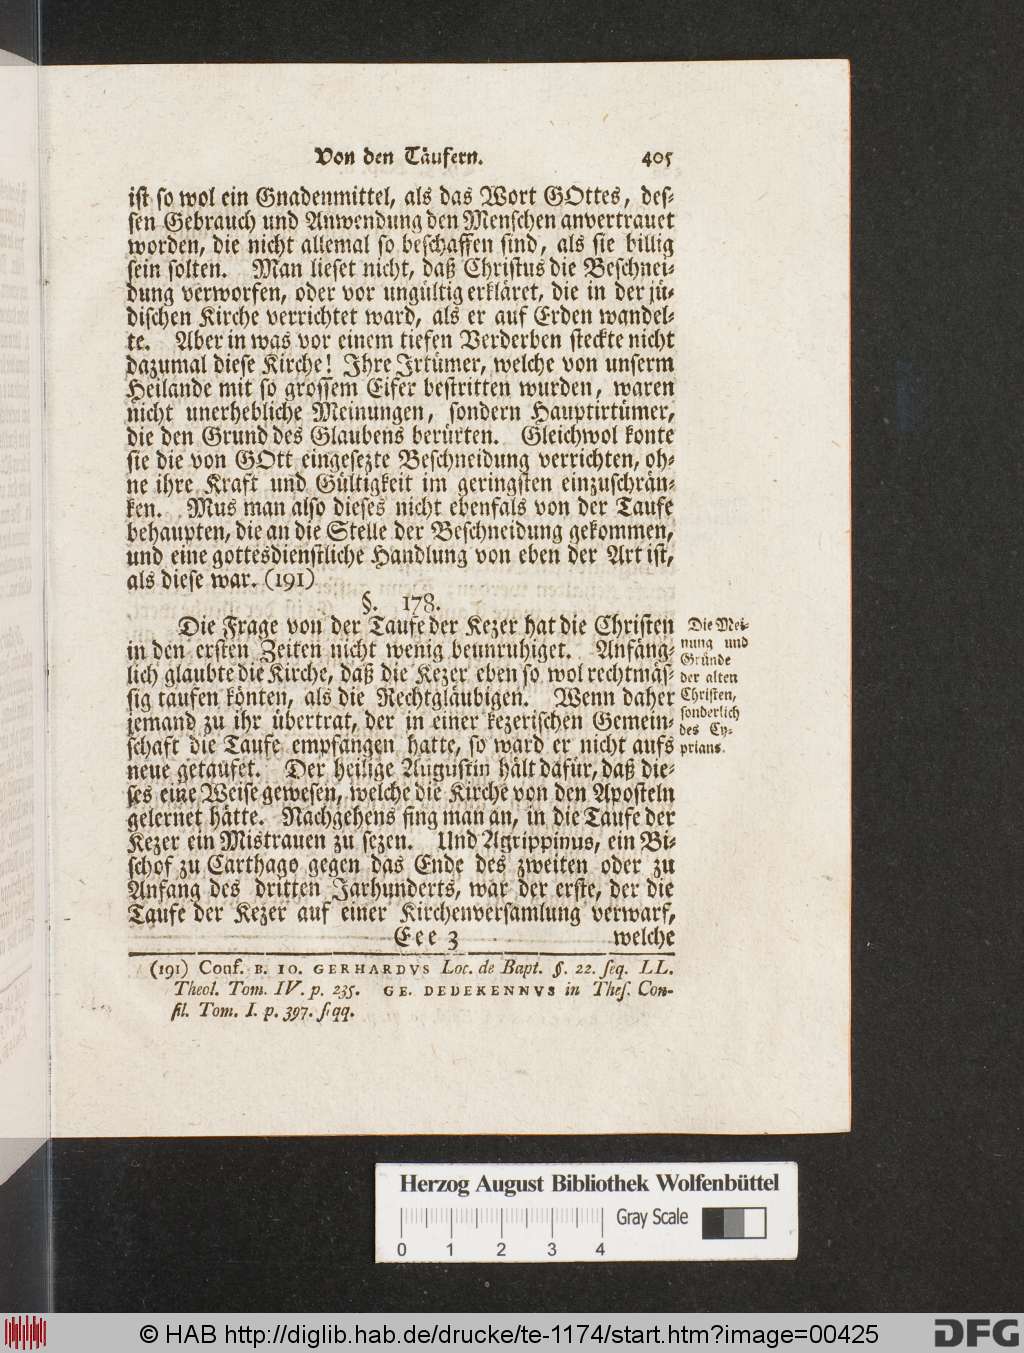 Von den Täufern. 405
ist so wol ein Gnadenmittel, als das Wort GOttes, des-
sen Gebrauch und Anwendung den Menschen anvertrauet
worden, die nicht allemal so beschaffen sind, als sie billig
sein solten. Man lieset nicht, daß Christus die Beschnei-
dung verworfen, oder vor ungültig erkläret, die in der jü-
dischen Kirche verrichtet ward, als er auf Erden wandel-
te. Aber in was vor einem tiefen Verderben steckte nicht
dazumal diese Kirche! Ihre Irtümer, welche von unserm
Heilande mit so grossem Eifer bestritten wurden, waren
nicht unerhebliche Meinungen, sondern Hauptirtümer,
die den Grund des Glaubens berürten. Gleichwol konte
sie die von GOtt eingesezte Beschneidung verrichten, oh-
ne ihre Kraft und Gültigkeit im geringsten einzuschrän-
ken. Mus man also dieses nicht ebenfals von der Taufe
behaupten, die an die Stelle der Beschneidung gekommen,
und eine gottesdienstliche Handlung von eben der Art ist,
als diese war. (191)
§. 178.
Die Frage von der Taufe der Kezer hat die Christen
in den ersten Zeiten nicht wenig beunruhiget. Anfäng-
lich glaubte die Kirche, daß die Kezer eben so wol rechtmäs-
sig taufen könten, als die Rechtgläubigen. Wenn daher
jemand zu ihr übertrat, der in einer kezerischen Gemein-
schaft die Taufe empfangen hatte, so ward er nicht aufs
neue getaufet. Der heilige Augustin hält dafür, daß die-
ses eine Weise gewesen, welche die Kirche von den Aposteln
gelernet hätte. Nachgehens fing man an, in die Taufe der
Kezer ein Mistrauen zu sezen. Und Agrippinus, ein Bi-
schof zu Carthago gegen das Ende des zweiten oder zu
Anfang des dritten Jarhunderts, war der erste, der die
Taufe der Kezer auf einer Kirchenversamlung verwarf,
Eee 3 welche
Die Mei-
nung und
Gründe
der alten
Christen,
sonderlich
des Cy-
prians.
(191) Conf. B. IO. GERHARDVS Loc. de Bapt. §. 22. seq. LL.
Theol. Tom. IV. p. 235. GE. DEDEKENNVS in Thes. Con-
sil. Tom. I. p. 397. sqq.
Herzog August Bibliothek Wolfenbüttel
Gray Scale
0 1 2 3 4
© HAB http://diglib.hab.de/drucke/te-1174/start.htm?image=00425
DFG